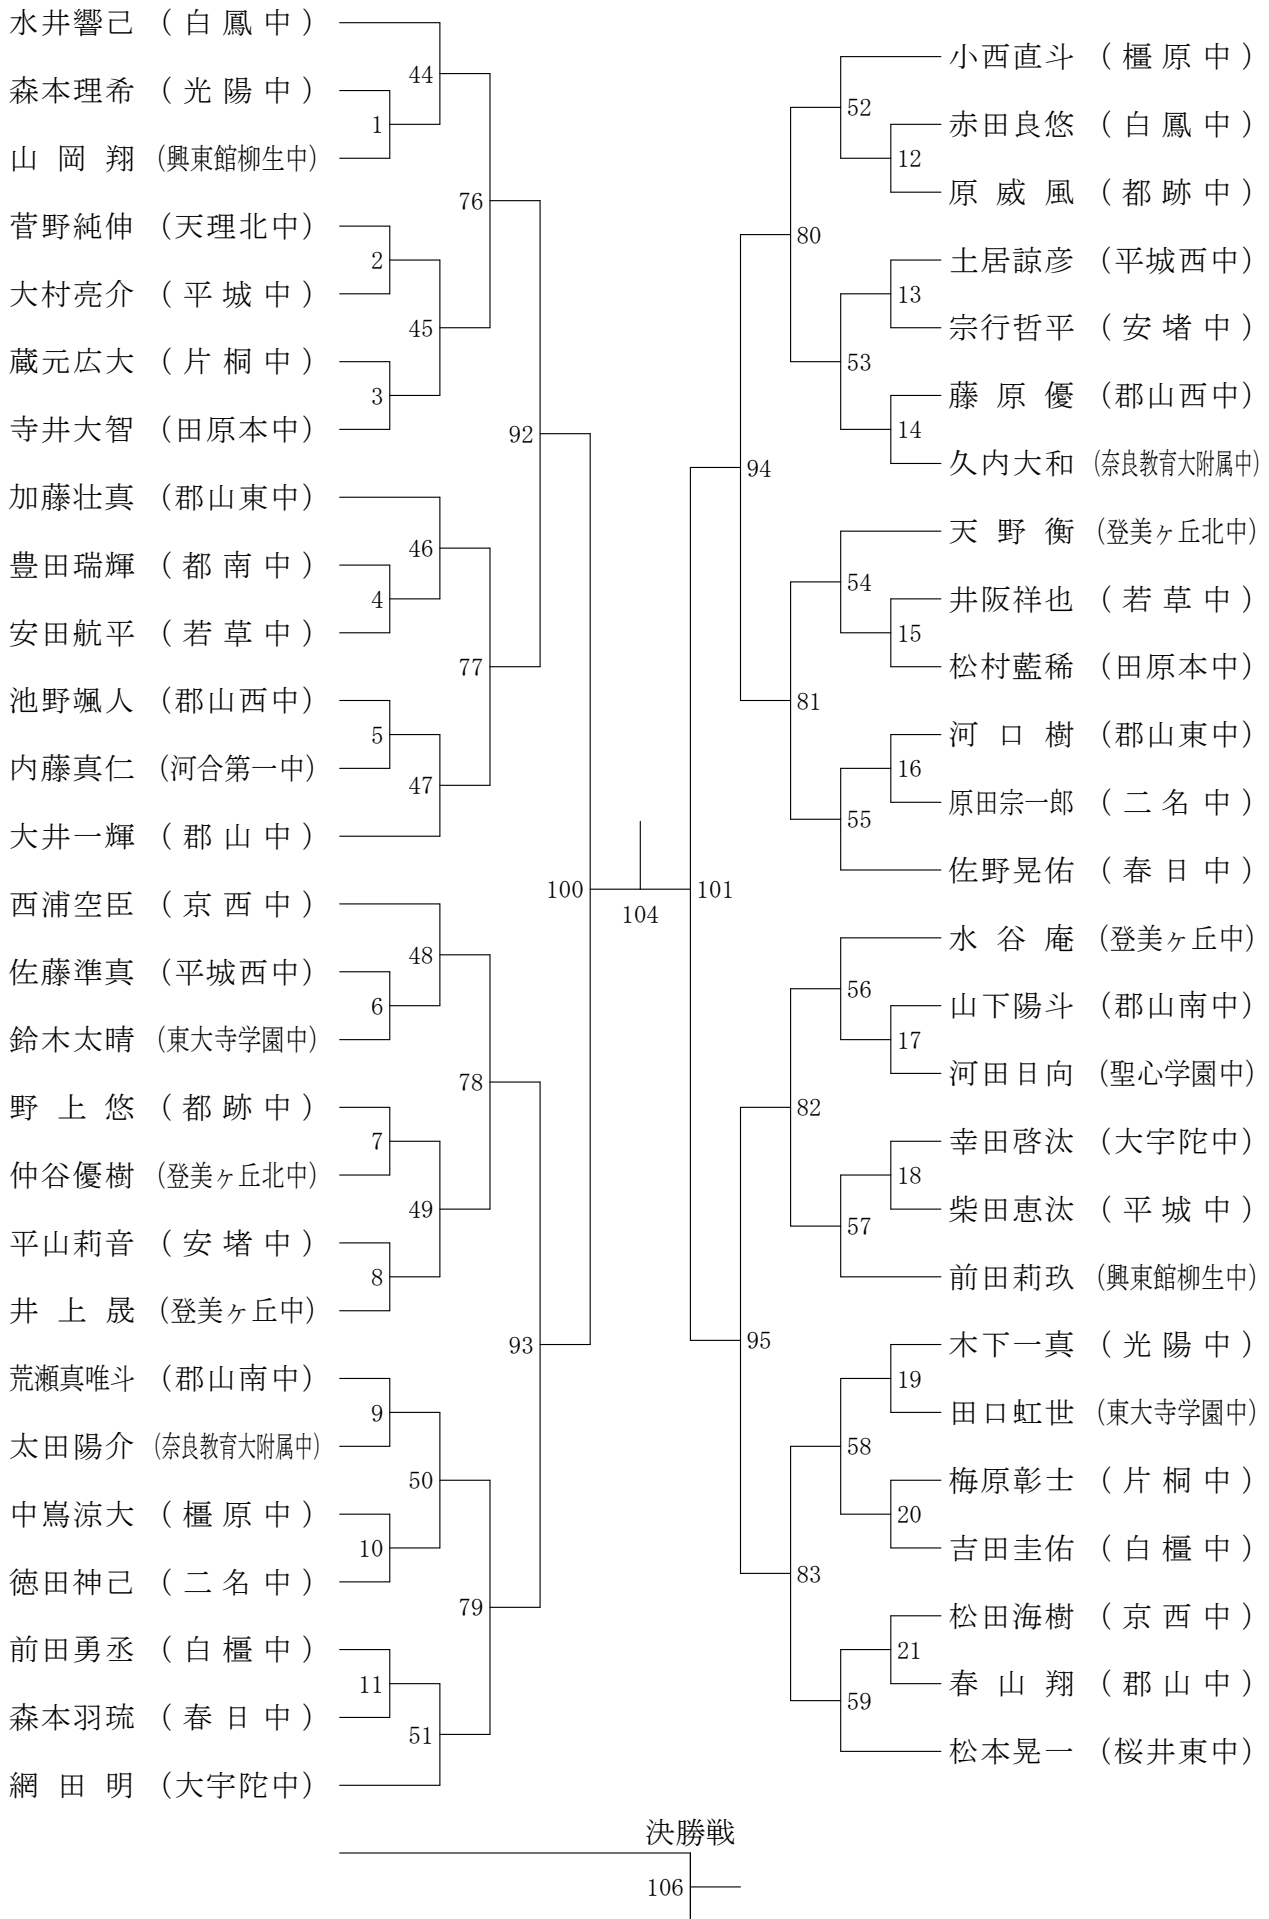 水井響己 (白鳳中)
森本理希 (光陽中)
山岡翔 (興東館柳生中)
菅野純伸 (天理北中)
大村亮介 (平城中)
蔵元広大 (片桐中)
寺井大智 (田原本中)
加藤壮真 (郡山東中)
豊田瑞輝 (都南中)
安田航平 (若草中)
池野颯人 (郡山西中)
内藤真仁 (河合第一中)
大井一輝 (郡山中)
西浦空臣 (京西中)
佐藤準真 (平城西中)
鈴木太晴 (東大寺学園中)
野上悠 (都跡中)
仲谷優樹 (登美ヶ丘北中)
平山莉音 (安堵中)
井上晟 (登美ヶ丘中)
荒瀬真唯斗 (郡山南中)
太田陽介 (奈良教育大附属中)
中嶌涼大 (橿原中)
徳田神己 (二名中)
前田勇丞 (白橿中)
森本羽琉 (春日中)
網田明 (大宇陀中)
1
2
3
4
5
6
7
8
9
10
11
44
45
46
47
48
49
50
51
76
77
78
79
92
93
100
104
101
94
95
80
81
82
83
52
53
54
55
56
57
58
59
12
13
14
15
16
17
18
19
20
21
小西直斗 (橿原中)
赤田良悠 (白鳳中)
原威風 (都跡中)
土居諒彦 (平城西中)
宗行哲平 (安堵中)
藤原優 (郡山西中)
久内大和 (奈良教育大附属中)
天野衡 (登美ヶ丘北中)
井阪祥也 (若草中)
松村藍稀 (田原本中)
河口樹 (郡山東中)
原田宗一郎 (二名中)
佐野晃佑 (春日中)
水谷庵 (登美ヶ丘中)
山下陽斗 (郡山南中)
河田日向 (聖心学園中)
幸田啓汰 (大宇陀中)
柴田恵汰 (平城中)
前田莉玖 (興東館柳生中)
木下一真 (光陽中)
田口虹世 (東大寺学園中)
梅原彰士 (片桐中)
吉田圭佑 (白橿中)
松田海樹 (京西中)
春山翔 (郡山中)
松本晃一 (桜井東中)
決勝戦
106